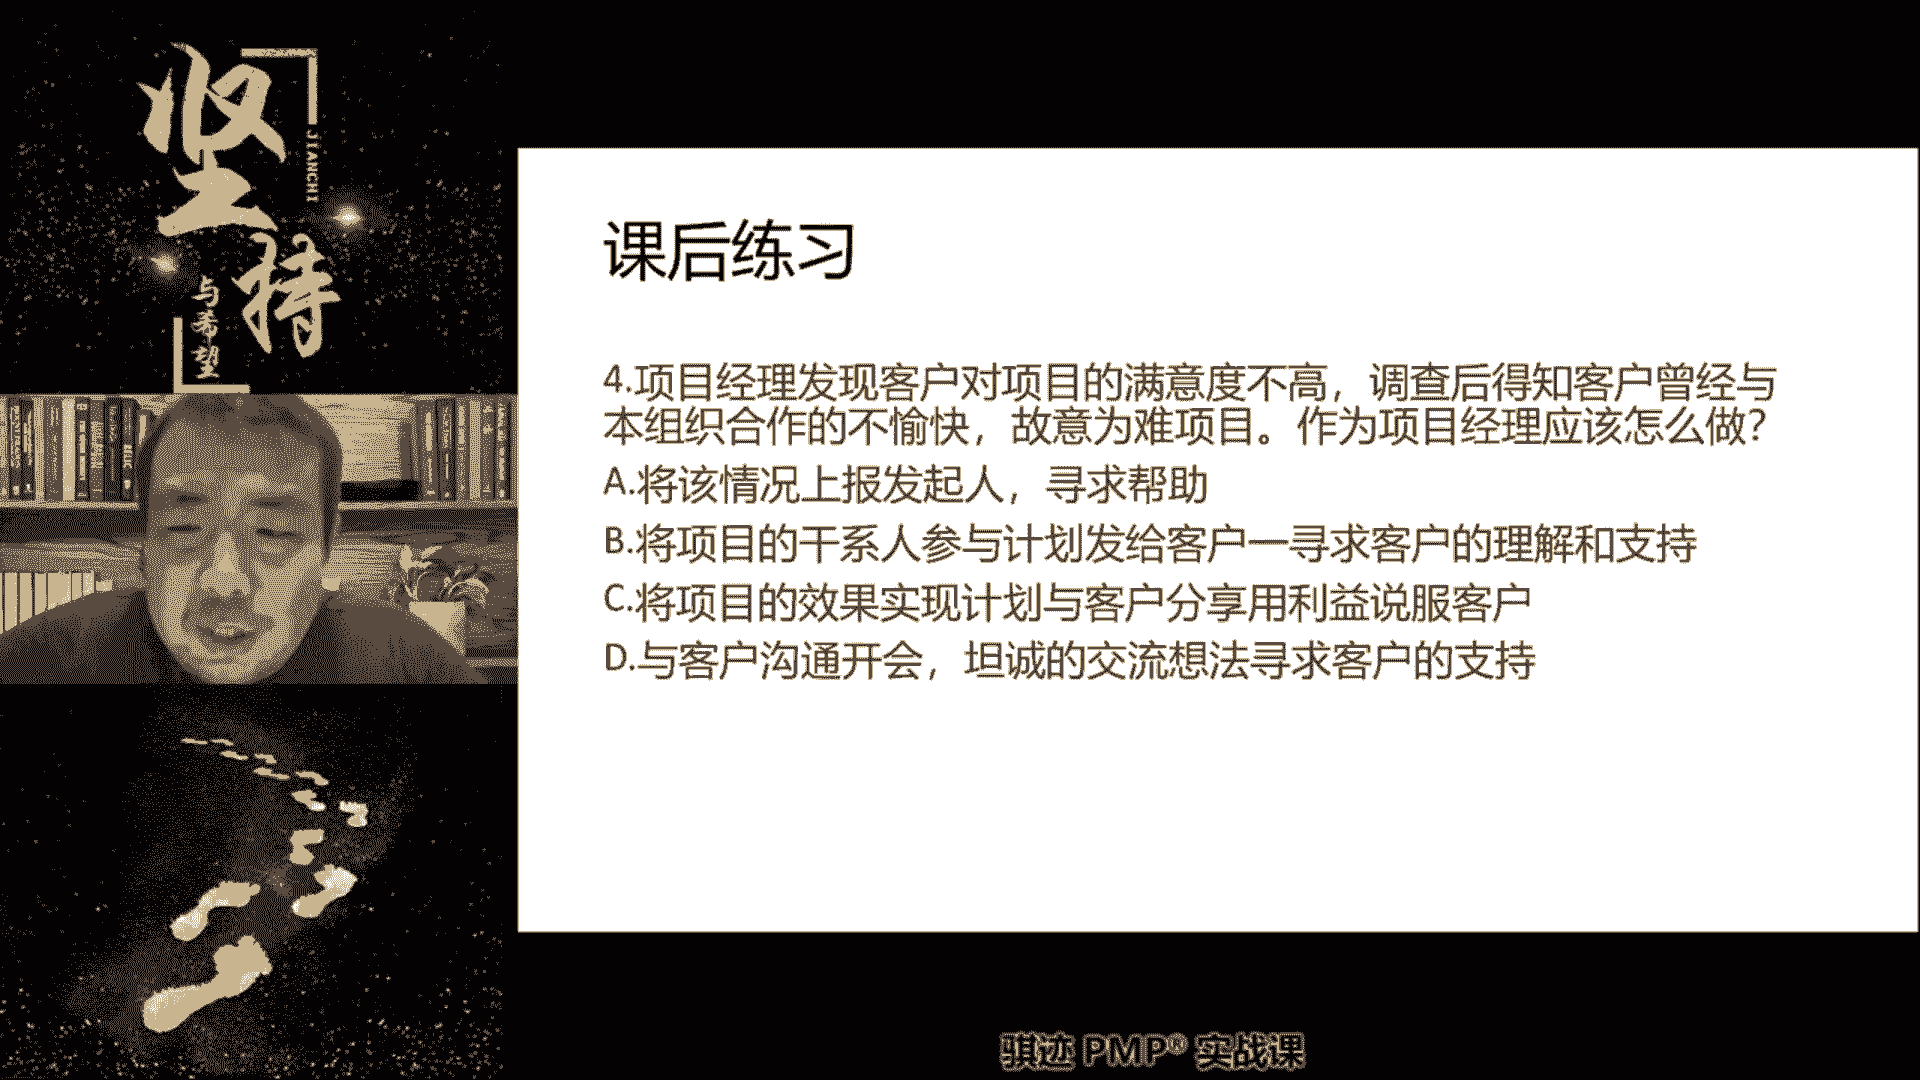 坚持
JIANCHI
与希望
课后练习
4.项目经理发现客户对项目的满意度不高，调查后得知客户曾经与
本组织合作的不愉快，故意为难项目。作为项目经理应该怎么做？
A.将该情况上报发起人，寻求帮助
B.将项目的干系人参与计划发给客户一寻求客户的理解和支持
C.将项目的效果实现计划与客户分享用利益说服客户
D.与客户沟通开会，坦诚的交流想法寻求客户的支持
骐迹 PMP® 实战课